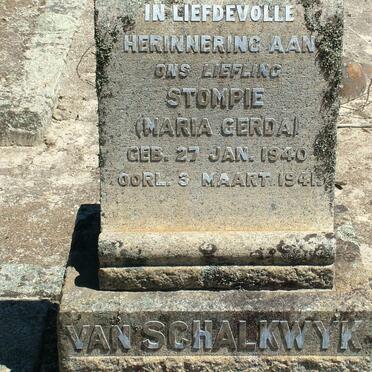 IN LIEFDEVOLLE
HERINNERING AAN
ONS LIEFLING
STOMPIE
(MARIA GERDA)
GEB. 27 JAN. 1940
OORL. 3 MAART 1941.
VAN SCHALKWYK